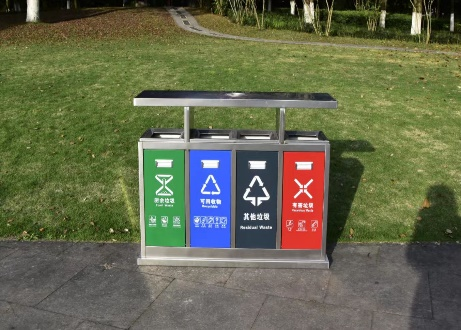 厨余垃圾
Food Waste
可回收物
Recyclable
其他垃圾
Residual Waste
有害垃圾
Hazardous Waste